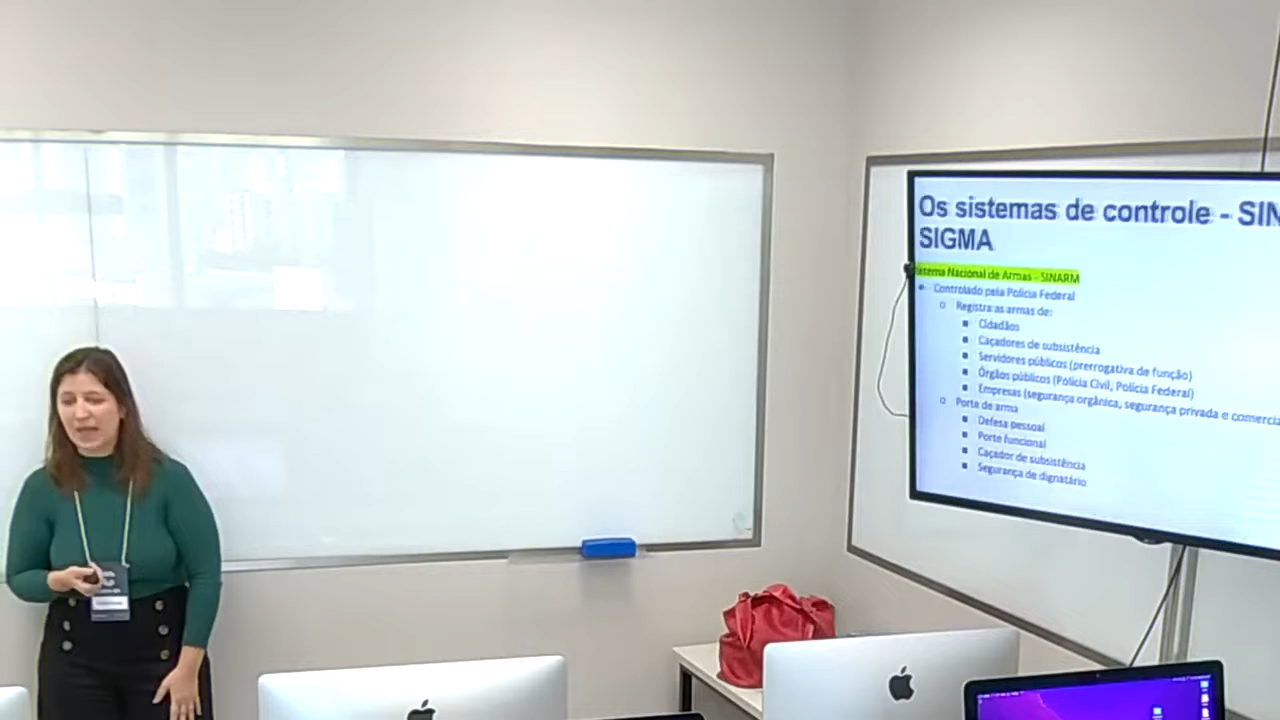 Os sistemas de controle - SIN
SIGMA
istema Nacional de Armas - SINARM
Controlado pela Polícia Federal
Registra as armas de:
Cidadãos
Caçadores de subsistência
Servidores públicos (prerrogativa de função)
Órgãos públicos (Polícia Civil, Polícia Federal)
Empresas (segurança orgânica, segurança privada e comercia
Porte de arma
Defesa pessoal
Porte funcional
Caçador de subsistência
Segurança de dignatário